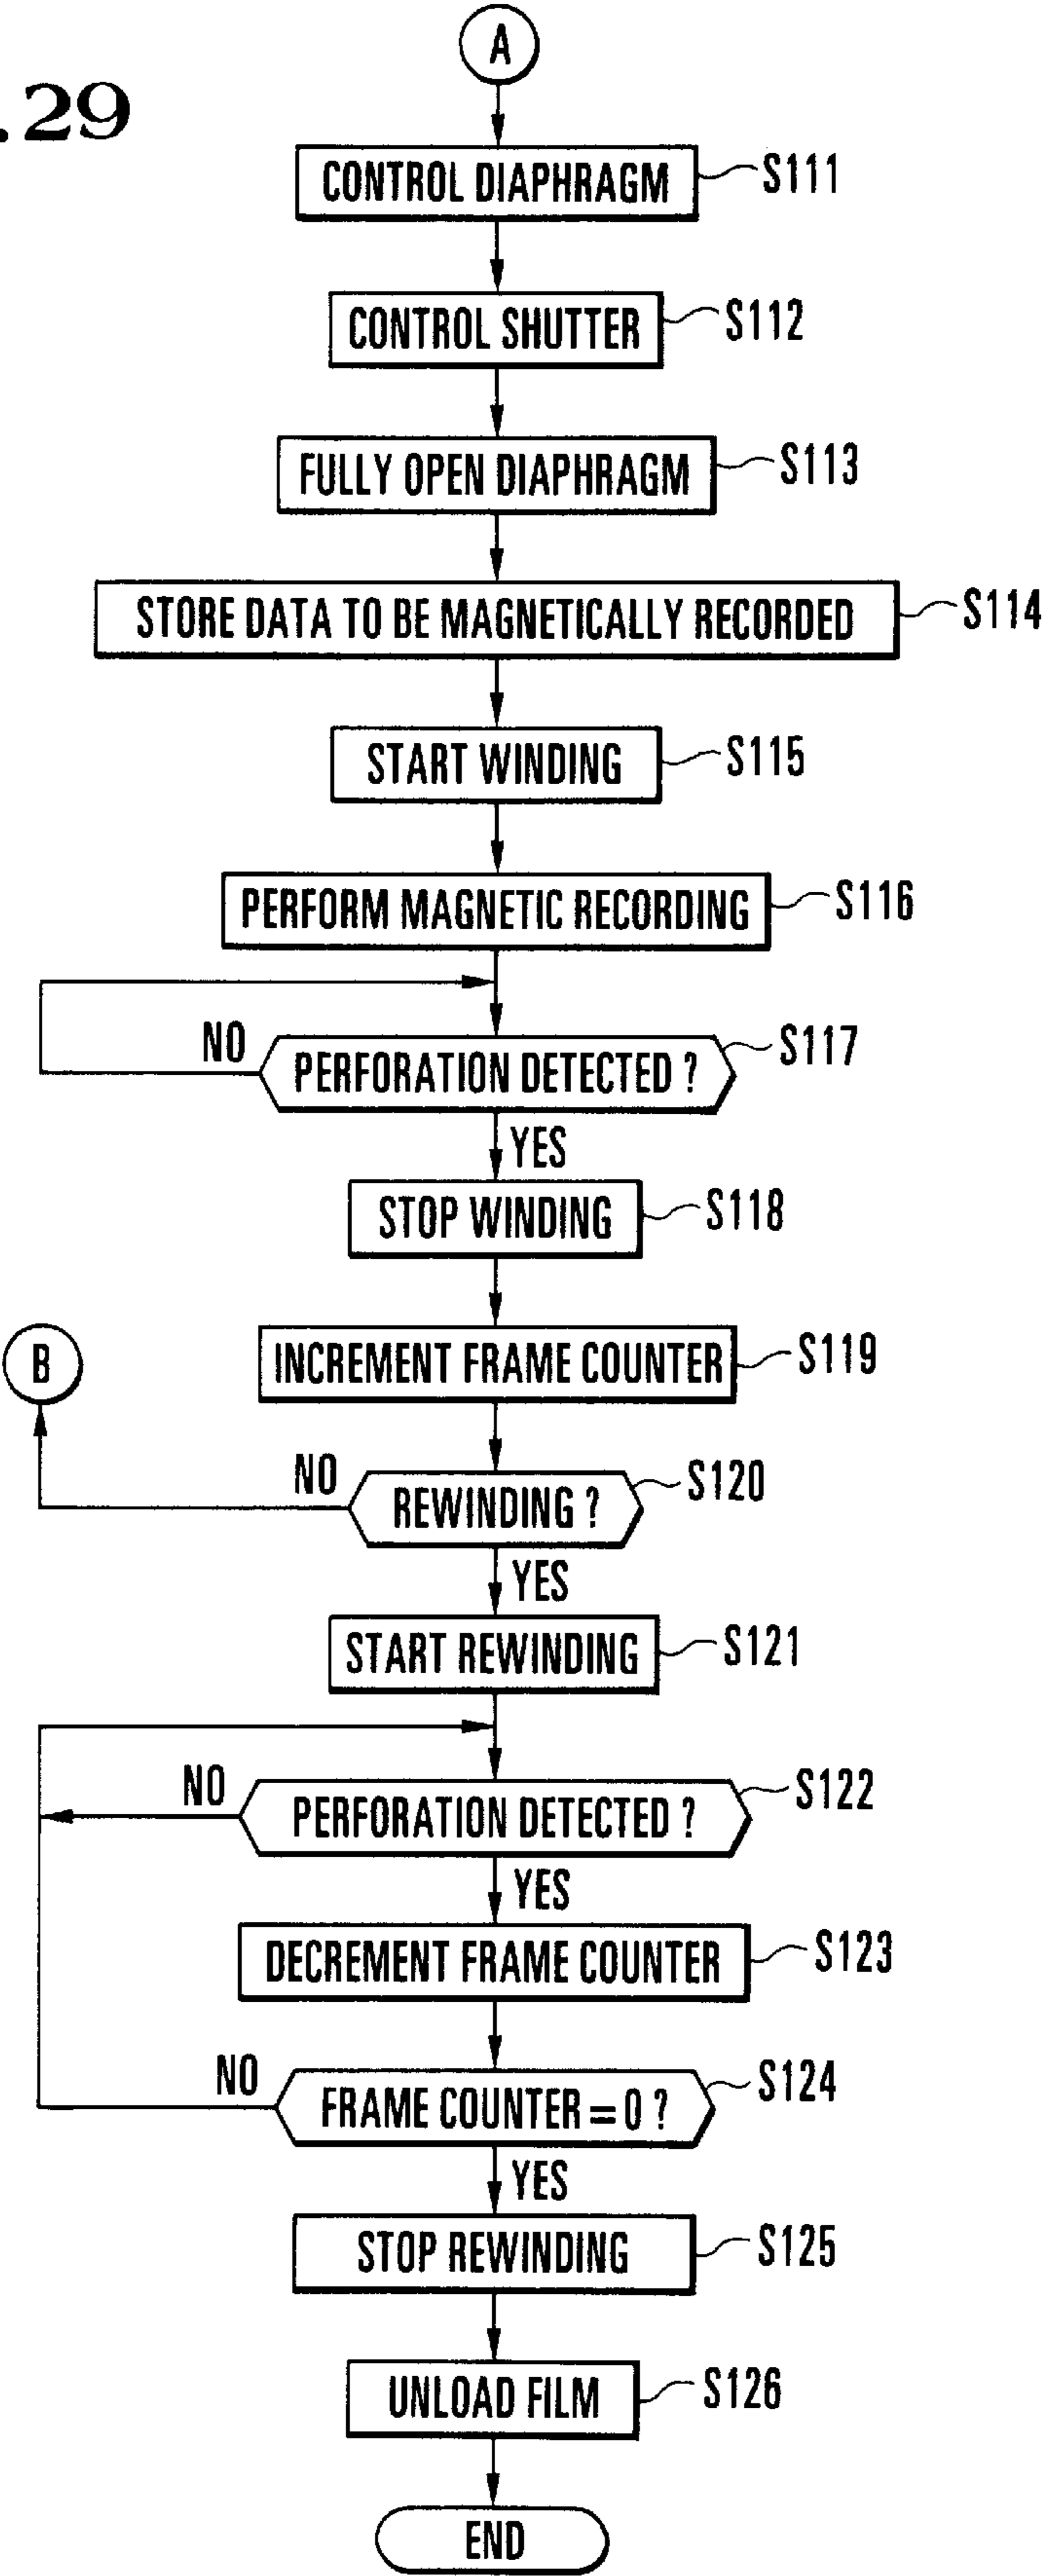 A
.29
CONTROL DIAPHRAGM S111
CONTROL SHUTTER S112
FULLY OPEN DIAPHRAGM S113
STORE DATA TO BE MAGNETICALLY RECORDED S114
START WINDING S115
PERFORM MAGNETIC RECORDING S116
NO
PERFORATION DETECTED ? S117
YES
STOP WINDING S118
B
INCREMENT FRAME COUNTER S119
NO
REWINDING ? S120
YES
START REWINDING S121
NO
PERFORATION DETECTED ? S122
YES
DECREMENT FRAME COUNTER S123
NO
FRAME COUNTER = 0 ? S124
YES
STOP REWINDING S125
UNLOAD FILM S126
END